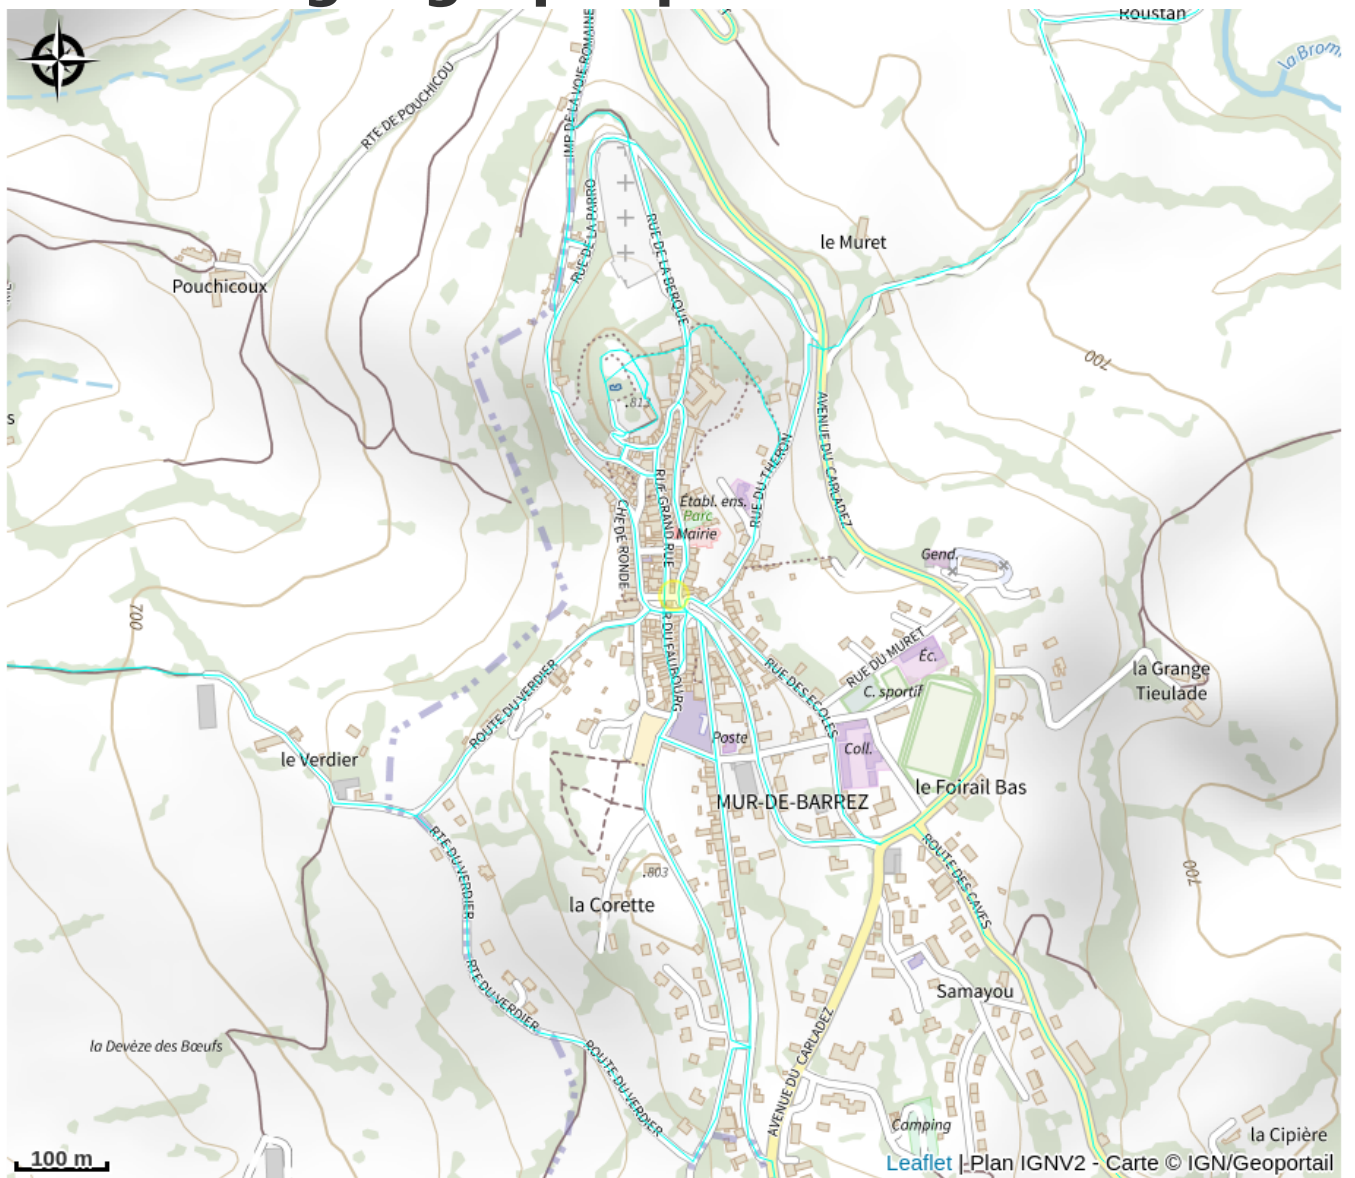 Roustan
la Brom
IMP DE LA VOIE ROMAINE
RTE DE POUCHICOU
RUE DE LA PARRO
RUE DE LA BERQUE
le Muret
Pouchicoux
700
813
s
AVENUE DU CARLADEZ
RUE DU THERON
RUE GRAND RUE
CHE DE RONDE
Établ. ens.
Parc
Mairie
Gend.
700
R DU FAUBOURG
RUE DU MURET
Éc.
ROUTE DU VERDIER
RUE DES ECOLES
C. sportif
la Grange
Tieulade
Poste
Coll.
le Verdier
le Foirail Bas
MUR-DE-BARREZ
RTE DU VERDIER
ROUTE DES CAVES
.803
700
la Corette
RTE DU VERDIER
Samayou
la Devèze des Bœufs
ROUTE DU VERDIER
AVENUE DU CARLADEZ
Camping
la Cipière
100 m
Leaflet | Plan IGNV2 - Carte © IGN/Geoportail